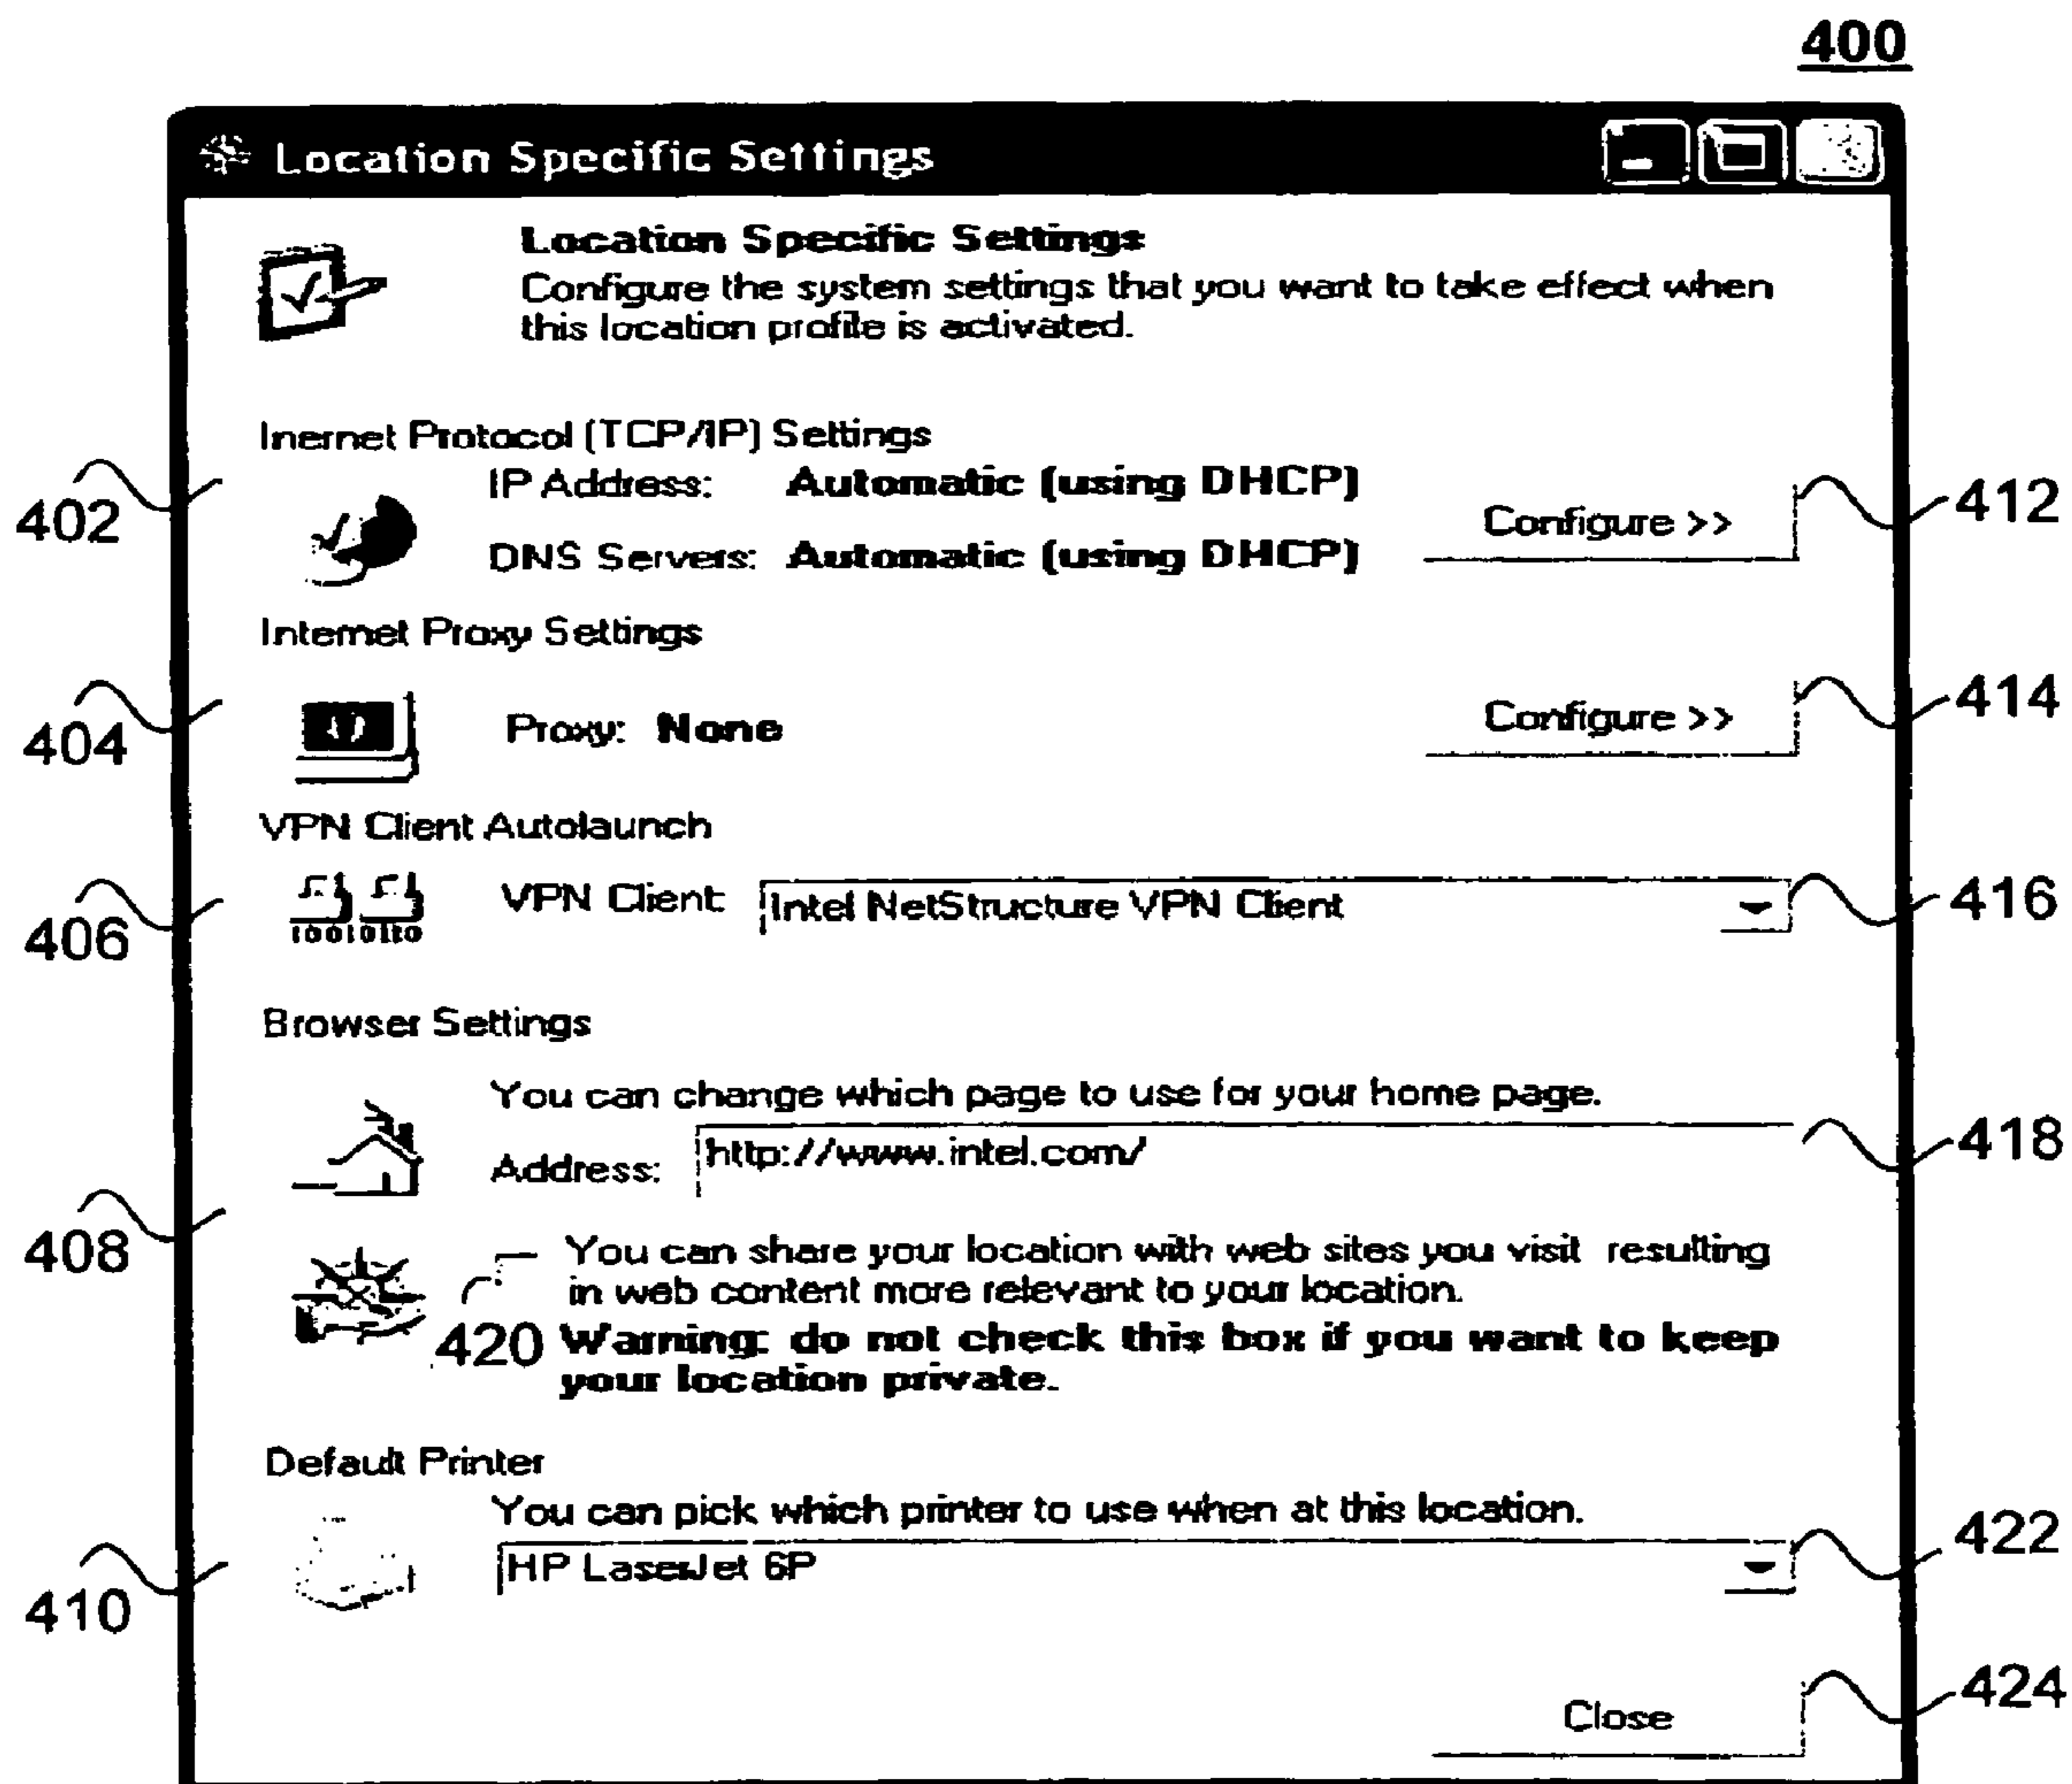 400
Location Specific Settings
Location Specific Settings
Configure the system settings that you want to take effect when
this location profile is activated.
Inernet Protocol (TCP/IP) Settings
402
IP Address: Automatic (using DHCP)
DNS Servers: Automatic (using DHCP)
Configure >>
412
Internet Proxy Settings
404
Proxy: None
Configure >>
414
VPN Client Autolaunch
406
10010110
VPN Client: Intel NetStructure VPN Client
416
Browser Settings
You can change which page to use for your home page.
Address: http://www.intel.com/
418
408
You can share your location with web sites you visit resulting
in web content more relevant to your location.
420
Warning: do not check this box if you want to keep
your location private.
Default Printer
You can pick which printer to use when at this location.
410
HP LaserJet 6P
422
Close
424